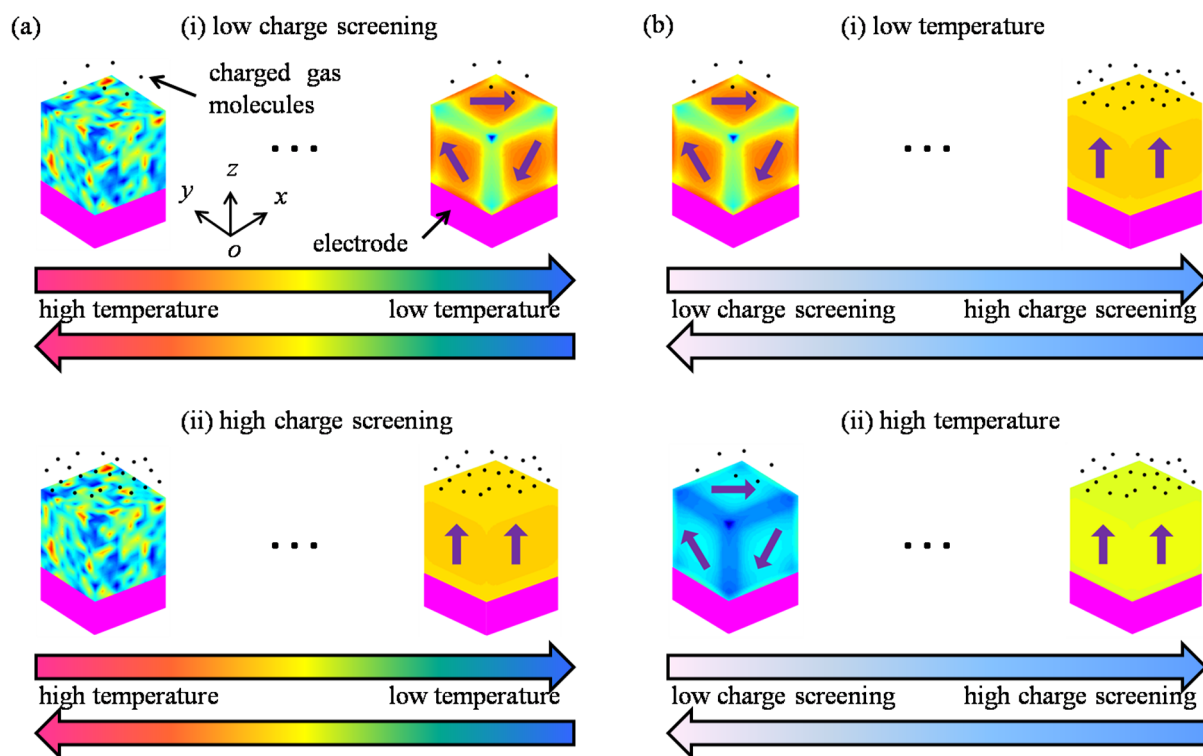 (a)
(i) low charge screening
charged gas
molecules
z
y
x
o
electrode
high temperature
low temperature
(ii) high charge screening
high temperature
low temperature
(b)
(i) low temperature
low charge screening
high charge screening
(ii) high temperature
low charge screening
high charge screening